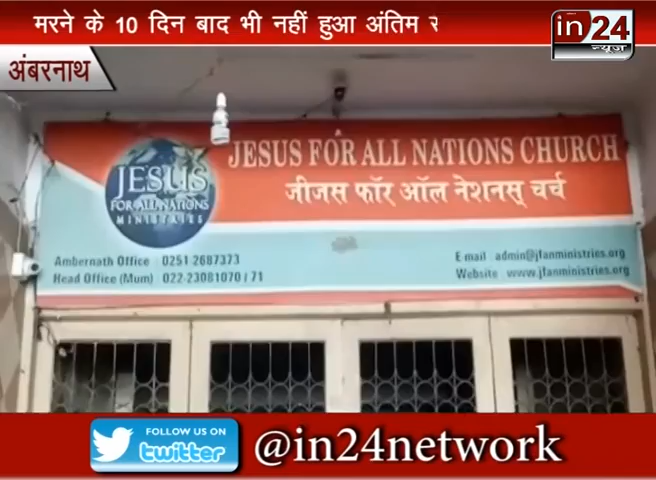 मरने के 10 दिन बाद भी नहीं हुआ अंतिम
in 24
न्यूज़
अंबरनाथ
JESUS FOR ALL NATIONS CHURCH
जीजस फॉर ऑल नेशनस् चर्च
JESUS
FOR ALL NATIONS
MINISTRIES
Ambernath Office : 0251-2687373
Head Office (Mum) : 022-23081070 / 71
E-mail : admin@jfanministries.org
Website : www.jfanministries.org
FOLLOW US ON
twitter
@in24network